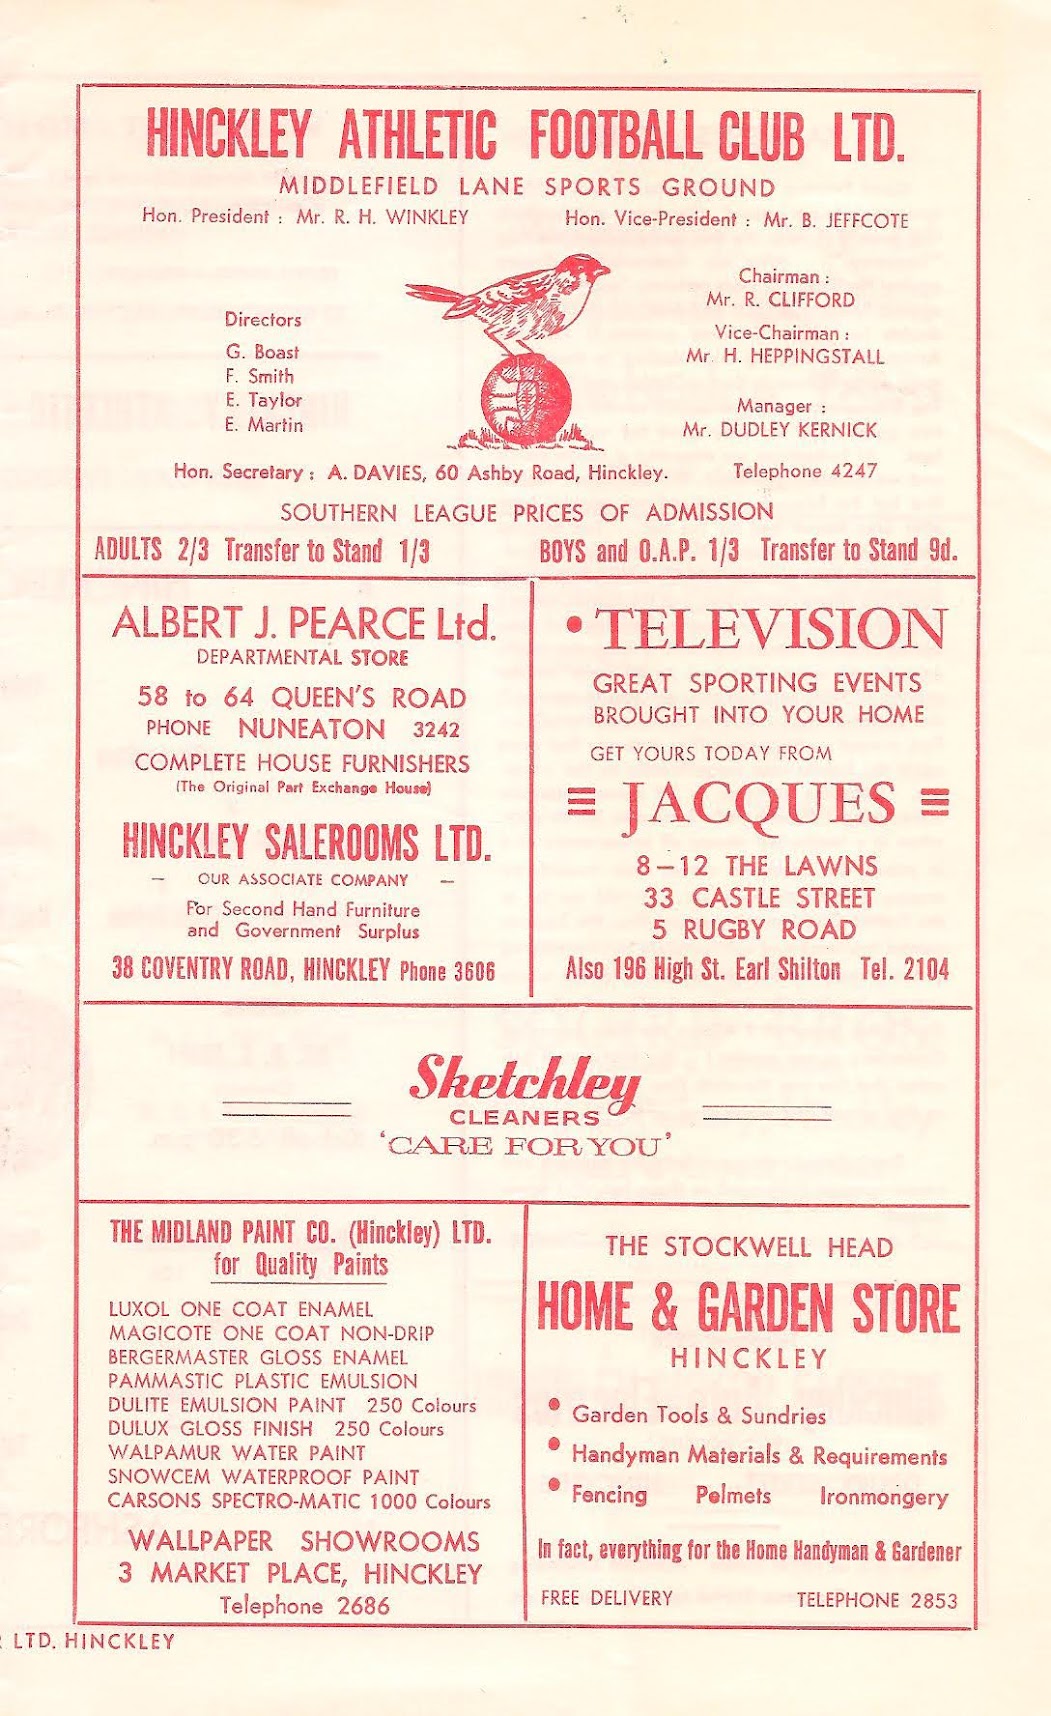 HINCKLEY ATHLETIC FOOTBALL CLUB LTD.
MIDDLEFIELD LANE SPORTS GROUND
Hon. President : Mr. R. H. WINKLEY
Hon. Vice-President : Mr. B. JEFFCOTE
Directors
G. Boast
F. Smith
E. Taylor
E. Martin
Chairman :
Mr. R. CLIFFORD
Vice-Chairman :
Mr H. HEPPINGSTALL
Manager :
Mr. DUDLEY KERNICK
Hon. Secretary : A. DAVIES, 60 Ashby Road, Hinckley. Telephone 4247
SOUTHERN LEAGUE PRICES OF ADMISSION
ADULTS 2/3 Transfer to Stand 1/3 BOYS and O.A.P. 1/3 Transfer to Stand 9d.
ALBERT J. PEARCE Ltd.
DEPARTMENTAL STORE
58 to 64 QUEEN'S ROAD
PHONE NUNEATON 3242
COMPLETE HOUSE FURNISHERS
(The Original Part Exchange House)
HINCKLEY SALEROOMS LTD.
— OUR ASSOCIATE COMPANY —
For Second Hand Furniture
and Government Surplus
38 COVENTRY ROAD, HINCKLEY Phone 3606
• TELEVISION
GREAT SPORTING EVENTS
BROUGHT INTO YOUR HOME
GET YOURS TODAY FROM
JACQUES
8–12 THE LAWNS
33 CASTLE STREET
5 RUGBY ROAD
Also 196 High St. Earl Shilton Tel. 2104
Sketchley
CLEANERS
'CARE FOR YOU'
THE MIDLAND PAINT CO. (Hinckley) LTD.
for Quality Paints
LUXOL ONE COAT ENAMEL
MAGICOTE ONE COAT NON-DRIP
BERGERMASTER GLOSS ENAMEL
PAMMASTIC PLASTIC EMULSION
DULITE EMULSION PAINT 250 Colours
DULUX GLOSS FINISH 250 Colours
WALPAMUR WATER PAINT
SNOWCEM WATERPROOF PAINT
CARSONS SPECTRO-MATIC 1000 Colours
WALLPAPER SHOWROOMS
3 MARKET PLACE, HINCKLEY
Telephone 2686
THE STOCKWELL HEAD
HOME & GARDEN STORE
HINCKLEY
• Garden Tools & Sundries
• Handyman Materials & Requirements
• Fencing Pelmets Ironmongery
In fact, everything for the Home Handyman & Gardener
FREE DELIVERY TELEPHONE 2853
LTD. HINCKLEY